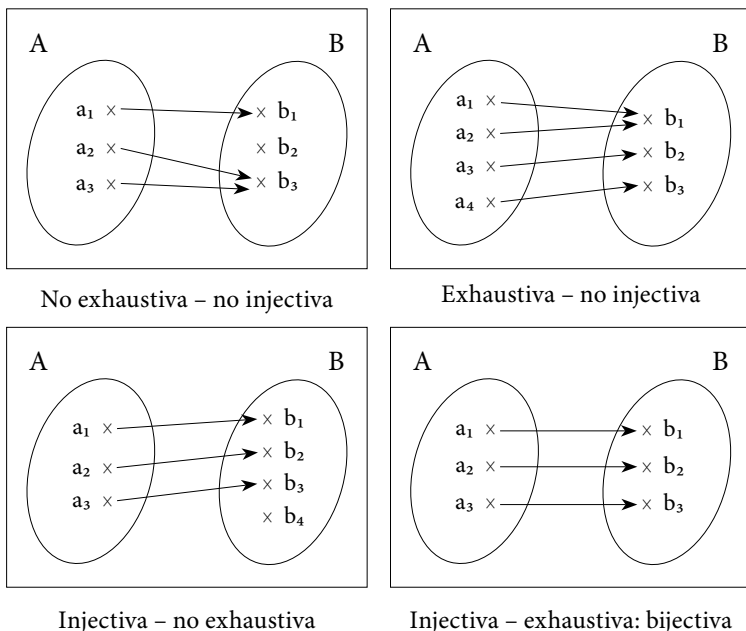 A B
a₁ b₁
a₂ b₂
a₃ b₃
No exhaustiva – no injectiva
A B
a₁
a₂ b₁
a₃ b₂
a₄ b₃
Exhaustiva – no injectiva
A B
a₁ b₁
a₂ b₂
a₃ b₃
b₄
Injectiva – no exhaustiva
A B
a₁ b₁
a₂ b₂
a₃ b₃
Injectiva – exhaustiva: bijectiva